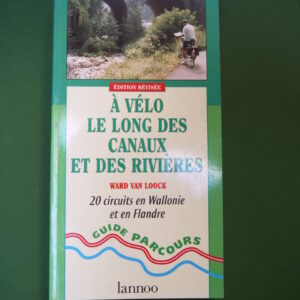 ÉDITION RÉVISÉE
À VÉLO
LE LONG DES
CANAUX
ET DES RIVIÈRES
WARD VAN LOOCK
20 circuits en Wallonie
et en Flandre
GUIDE PARCOURS
lannoo